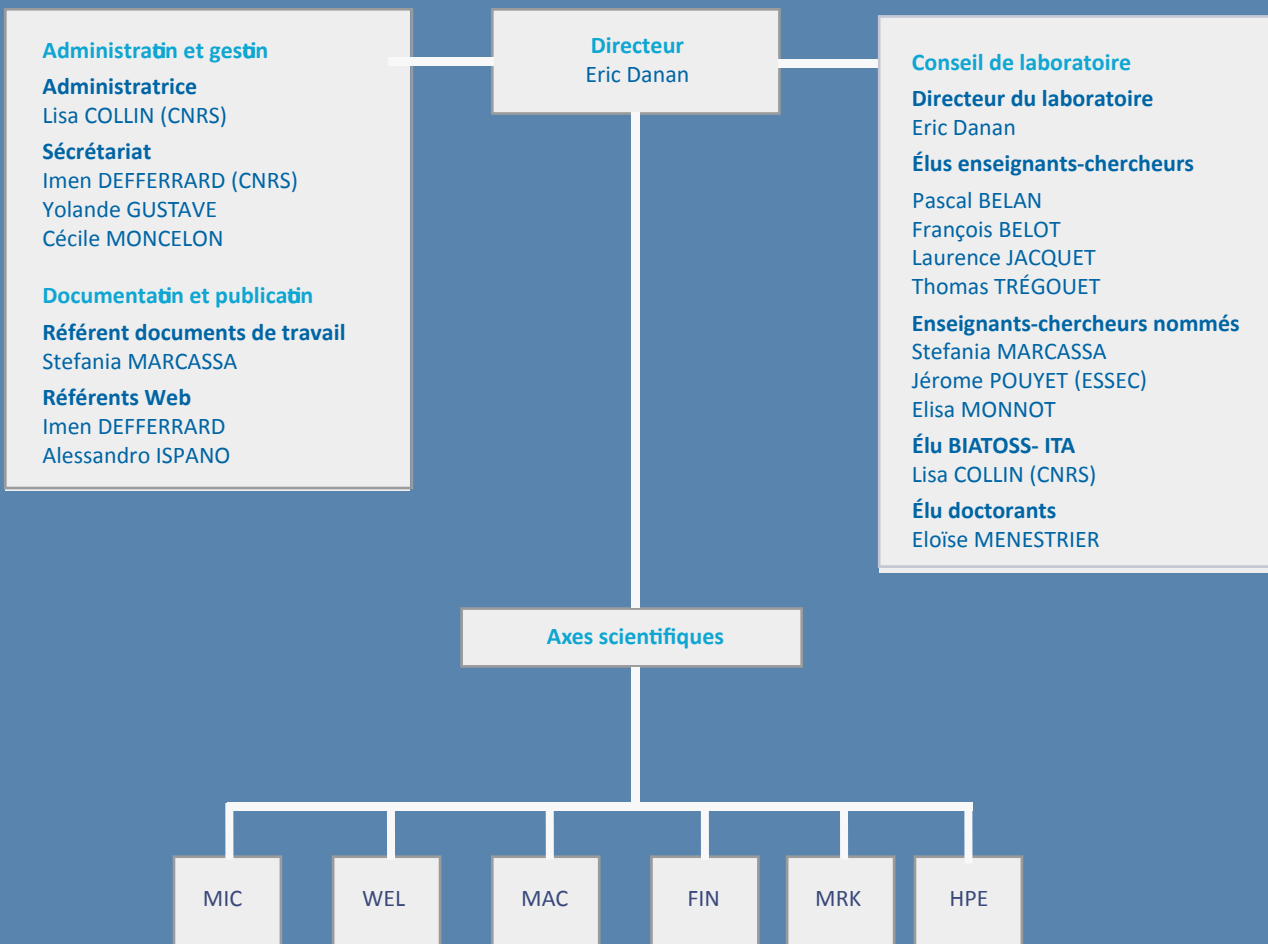 Administratin et gestin
Administratrice
Lisa COLLIN (CNRS)
Sécrétariat
Imen DEFFERRARD (CNRS)
Yolande GUSTAVE
Cécile MONCELON
Documentatin et publicatin
Référent documents de travail
Stefania MARCASSA
Référents Web
Imen DEFFERRARD
Alessandro ISPANO
Directeur
Eric Danan
Conseil de laboratoire
Directeur du laboratoire
Eric Danan
Élus enseignants-chercheurs
Pascal BELAN
François BELOT
Laurence JACQUET
Thomas TRÉGOUET
Enseignants-chercheurs nommés
Stefania MARCASSA
Jérome POUYET (ESSEC)
Elisa MONNOT
Élu BIATOSS- ITA
Lisa COLLIN (CNRS)
Élu doctorants
Eloïse MENESTRIER
Axes scientifiques
MIC
WEL
MAC
FIN
MRK
HPE